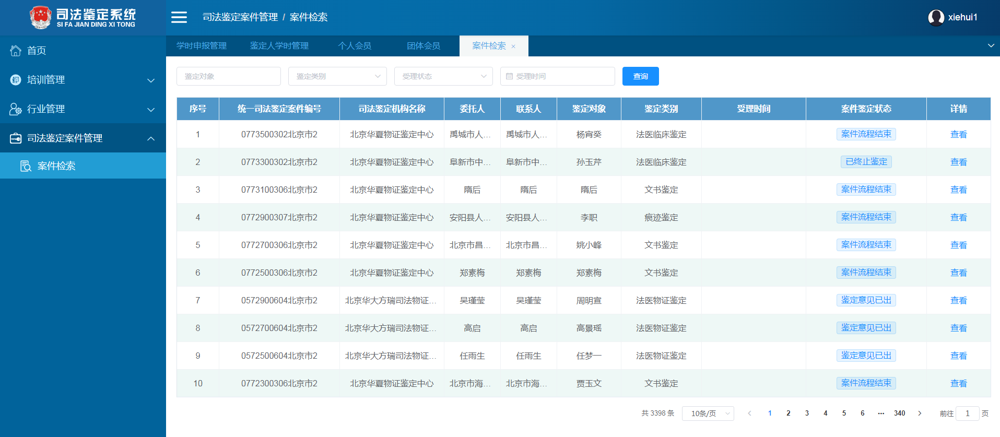 司法鉴定系统
SI FA JIAN DING XI TONG
司法鉴定案件管理 / 案件检索
xiehui1
首页
培训管理
行业管理
司法鉴定案件管理
案件检索
学时申报管理 鉴定人学时管理 个人会员 团体会员 案件检索 ×
鉴定对象 鉴定类别 受理状态 受理时间 查询
序号 统一司法鉴定案件编号 司法鉴定机构名称 委托人 联系人 鉴定对象 鉴定类别 受理时间 案件鉴定状态 详情
1 0773500302北京市2 北京华夏物证鉴定中心 禹城市人... 禹城市人... 杨宵癸 法医临床鉴定 案件流程结束 查看
2 0773300302北京市2 北京华夏物证鉴定中心 阜新市中... 阜新市中... 孙玉芹 法医临床鉴定 已终止鉴定 查看
3 0773100306北京市2 北京华夏物证鉴定中心 隋后 隋后 隋后 文书鉴定 案件流程结束 查看
4 0772900307北京市2 北京华夏物证鉴定中心 安阳县人... 安阳县人... 李职 痕迹鉴定 案件流程结束 查看
5 0772700306北京市2 北京华夏物证鉴定中心 北京市昌... 北京市昌... 姚小峰 文书鉴定 案件流程结束 查看
6 0772500306北京市2 北京华夏物证鉴定中心 郑素梅 郑素梅 郑素梅 文书鉴定 案件流程结束 查看
7 0572900604北京市2 北京华大方瑞司法物证... 吴瑾莹 吴瑾莹 周明宣 法医物证鉴定 鉴定意见已出 查看
8 0572700604北京市2 北京华大方瑞司法物证... 高启 高启 高景瑶 法医物证鉴定 鉴定意见已出 查看
9 0572500604北京市2 北京华大方瑞司法物证... 任雨生 任雨生 任梦一 法医物证鉴定 鉴定意见已出 查看
10 0772300306北京市2 北京华夏物证鉴定中心 北京市海... 北京市海... 贾玉文 文书鉴定 案件流程结束 查看
共 3398 条 10条/页 1 2 3 4 5 6 ... 340 前往 1 页